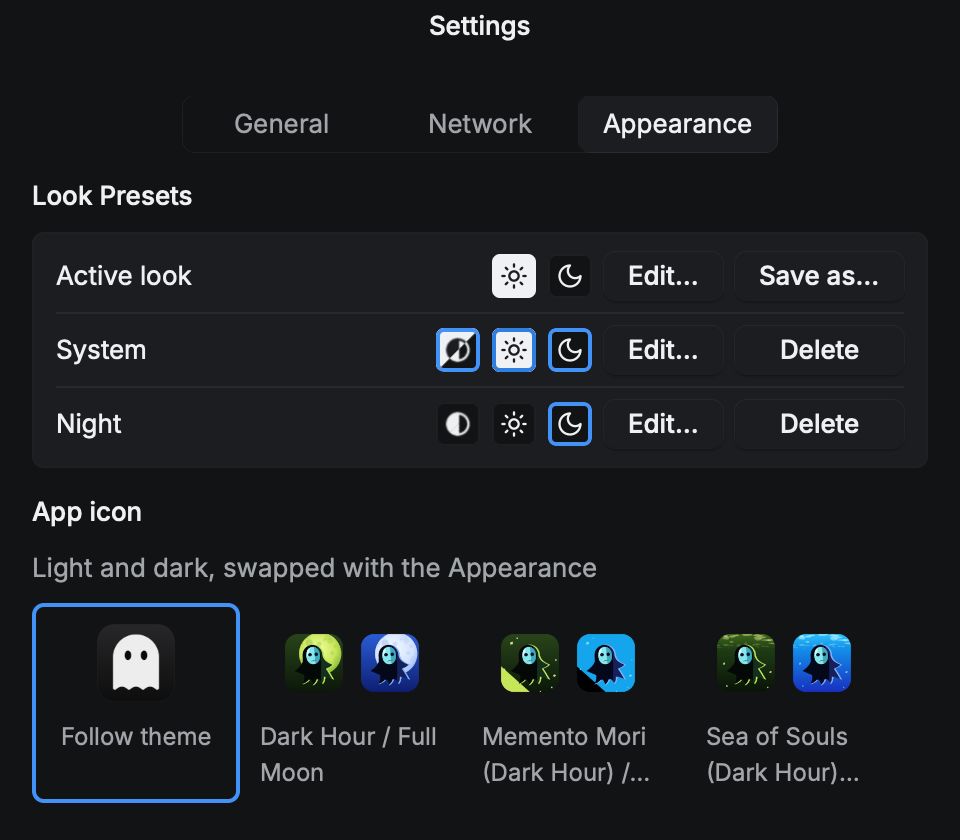 Settings
General Network Appearance
Look Presets
Active look Edit... Save as...
System Edit... Delete
Night Edit... Delete
App icon
Light and dark, swapped with the Appearance
Follow theme
Dark Hour / Full
Moon
Memento Mori
(Dark Hour) /...
Sea of Souls
(Dark Hour)...